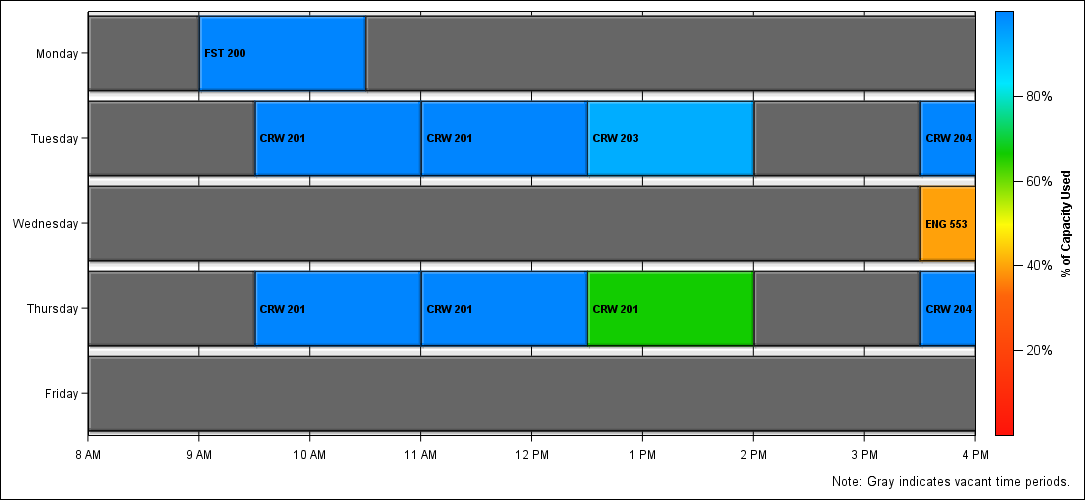 Monday
FST 200
Tuesday
CRW 201
CRW 201
CRW 203
CRW 204
Wednesday
ENG 553
Thursday
CRW 201
CRW 201
CRW 201
CRW 204
Friday
8 AM
9 AM
10 AM
11 AM
12 PM
1 PM
2 PM
3 PM
4 PM
80%
60%
40%
20%
% of Capacity Used
Note: Gray indicates vacant time periods.